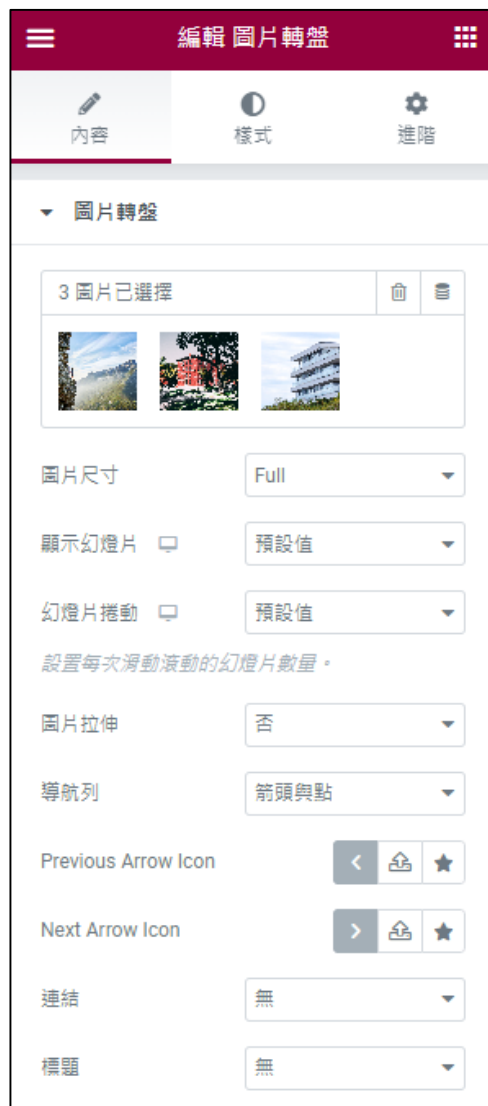 編輯 圖片轉盤
內容 樣式 進階
圖片轉盤
3 圖片已選擇
圖片尺寸 Full
顯示幻燈片 預設值
幻燈片捲動 預設值
設置每次滑動滾動的幻燈片數量。
圖片拉伸 否
導航列 箭頭與點
Previous Arrow Icon
Next Arrow Icon
連結 無
標題 無